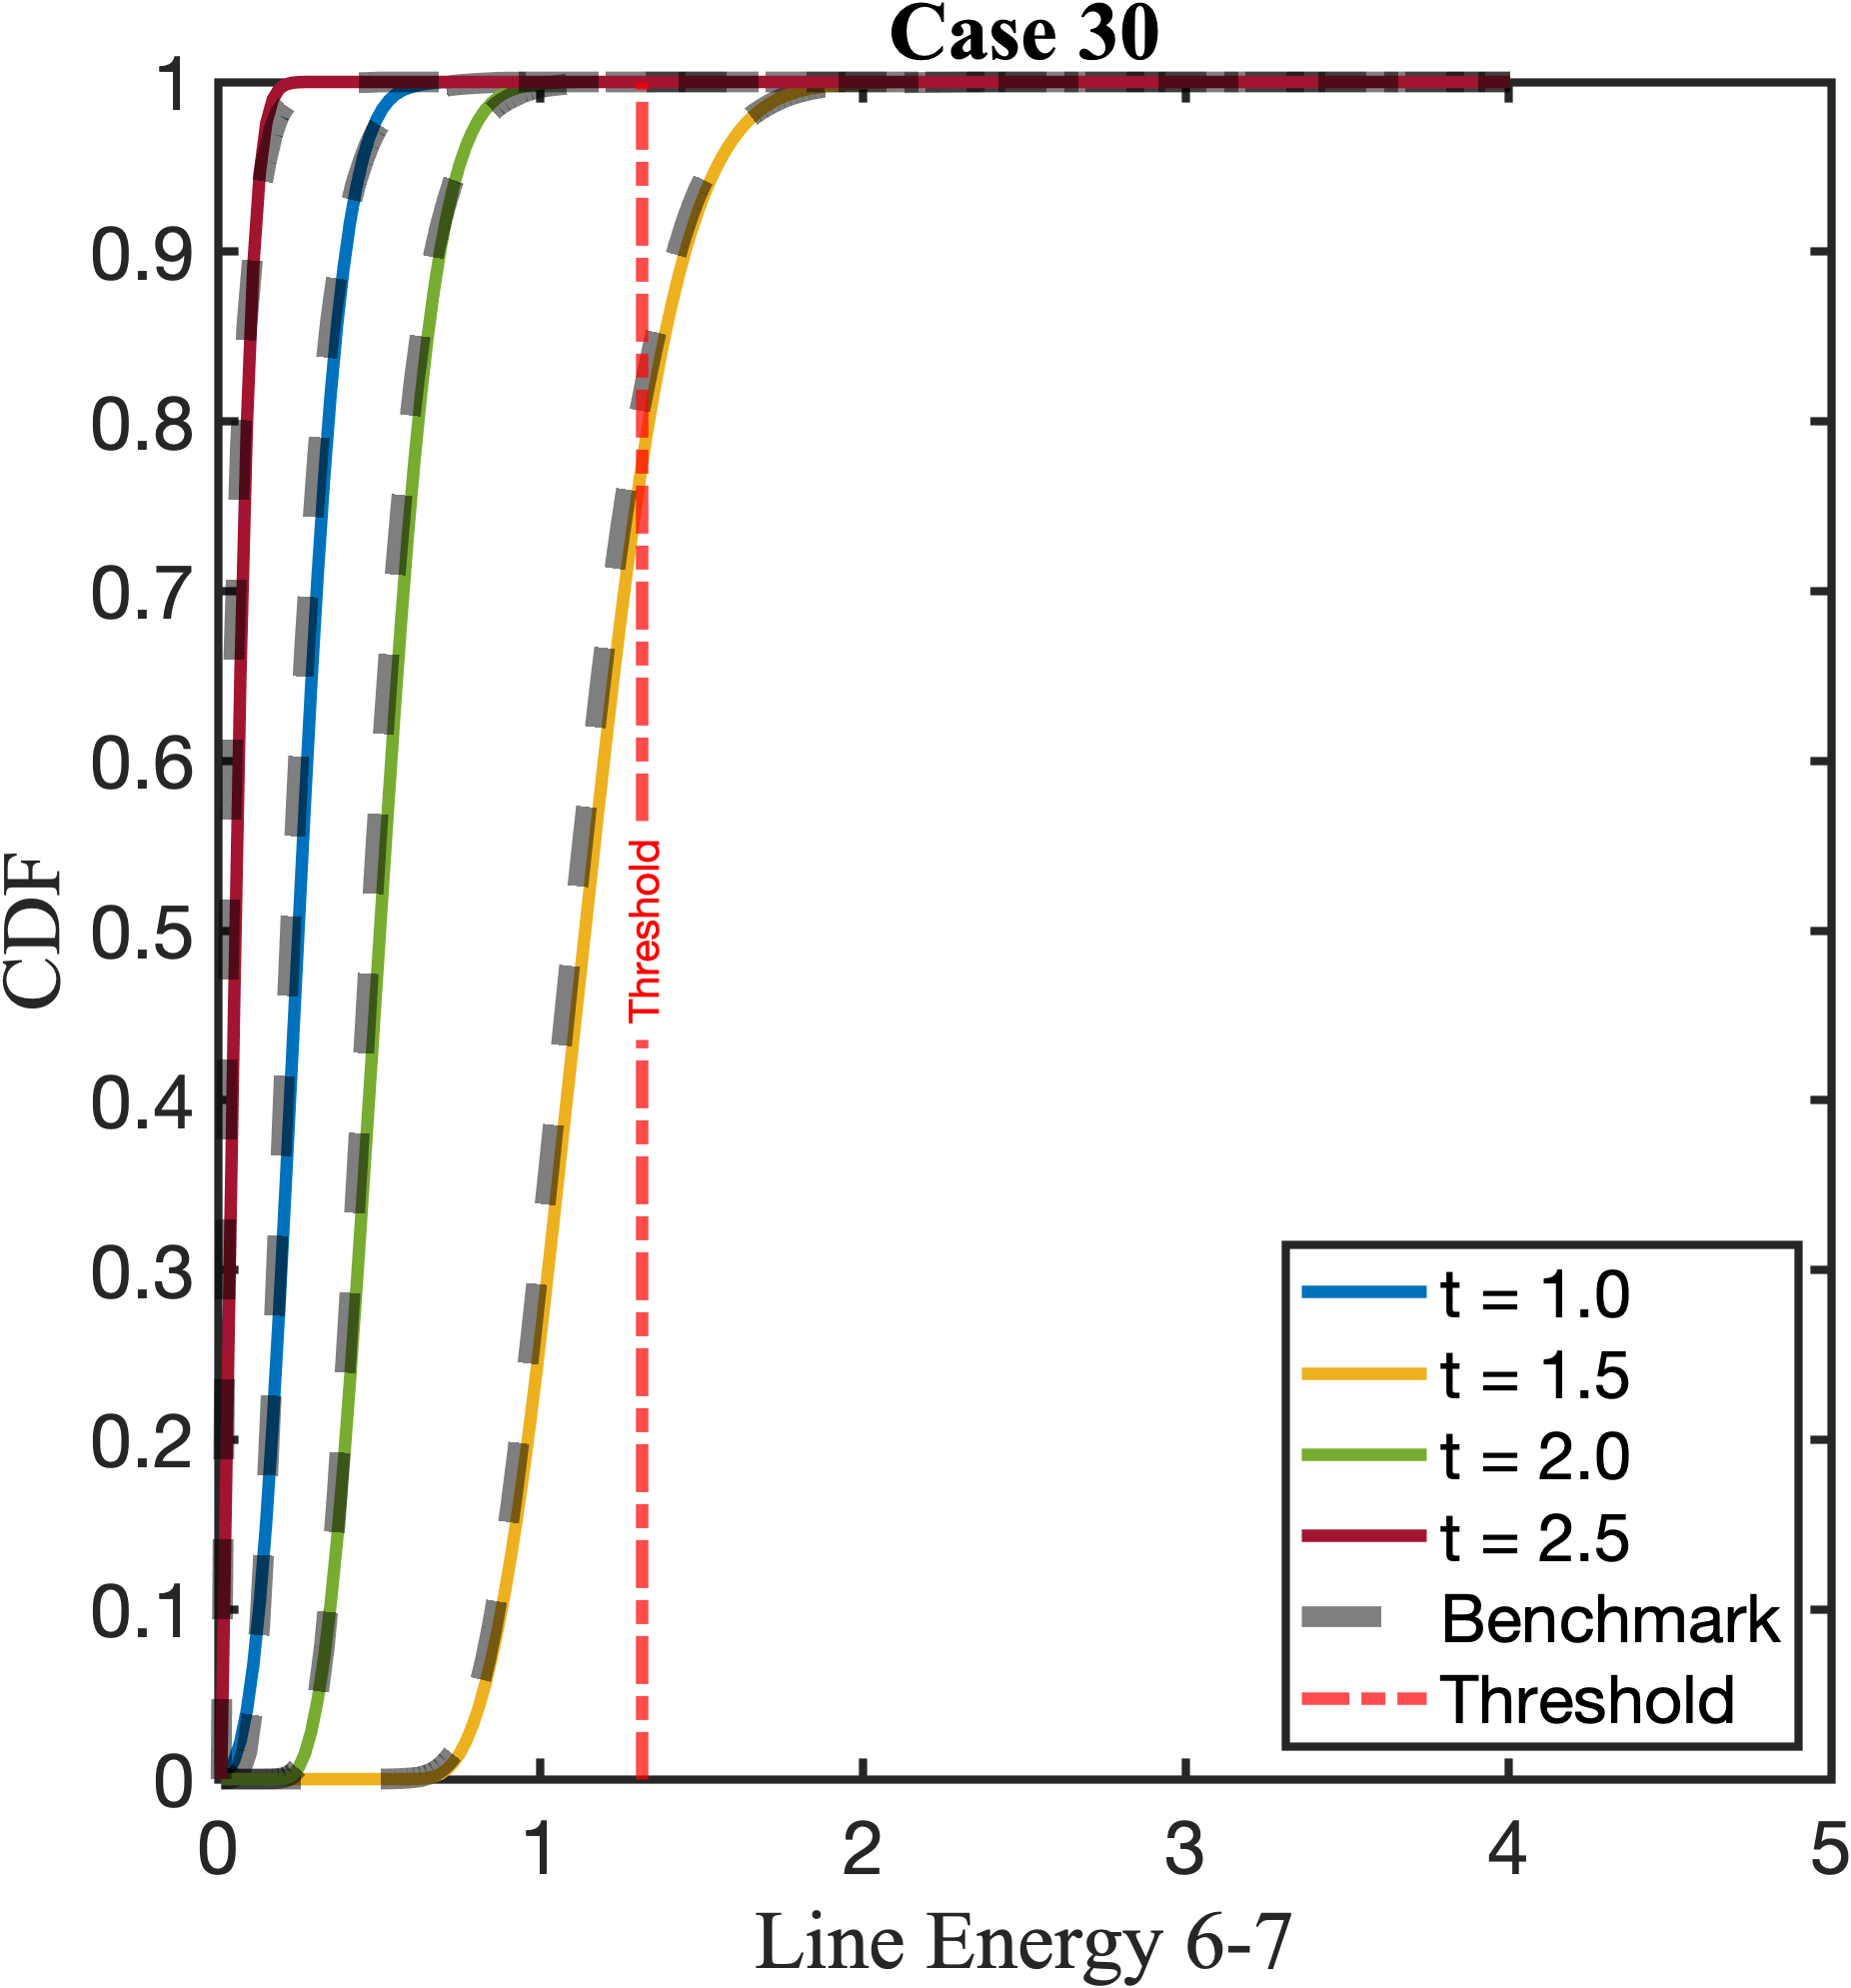 Case 30
1
0.9
0.8
0.7
0.6
0.5
0.4
0.3
0.2
0.1
0
CDF
Threshold
t = 1.0
t = 1.5
t = 2.0
t = 2.5
Benchmark
Threshold
0 1 2 3 4 5
Line Energy 6-7